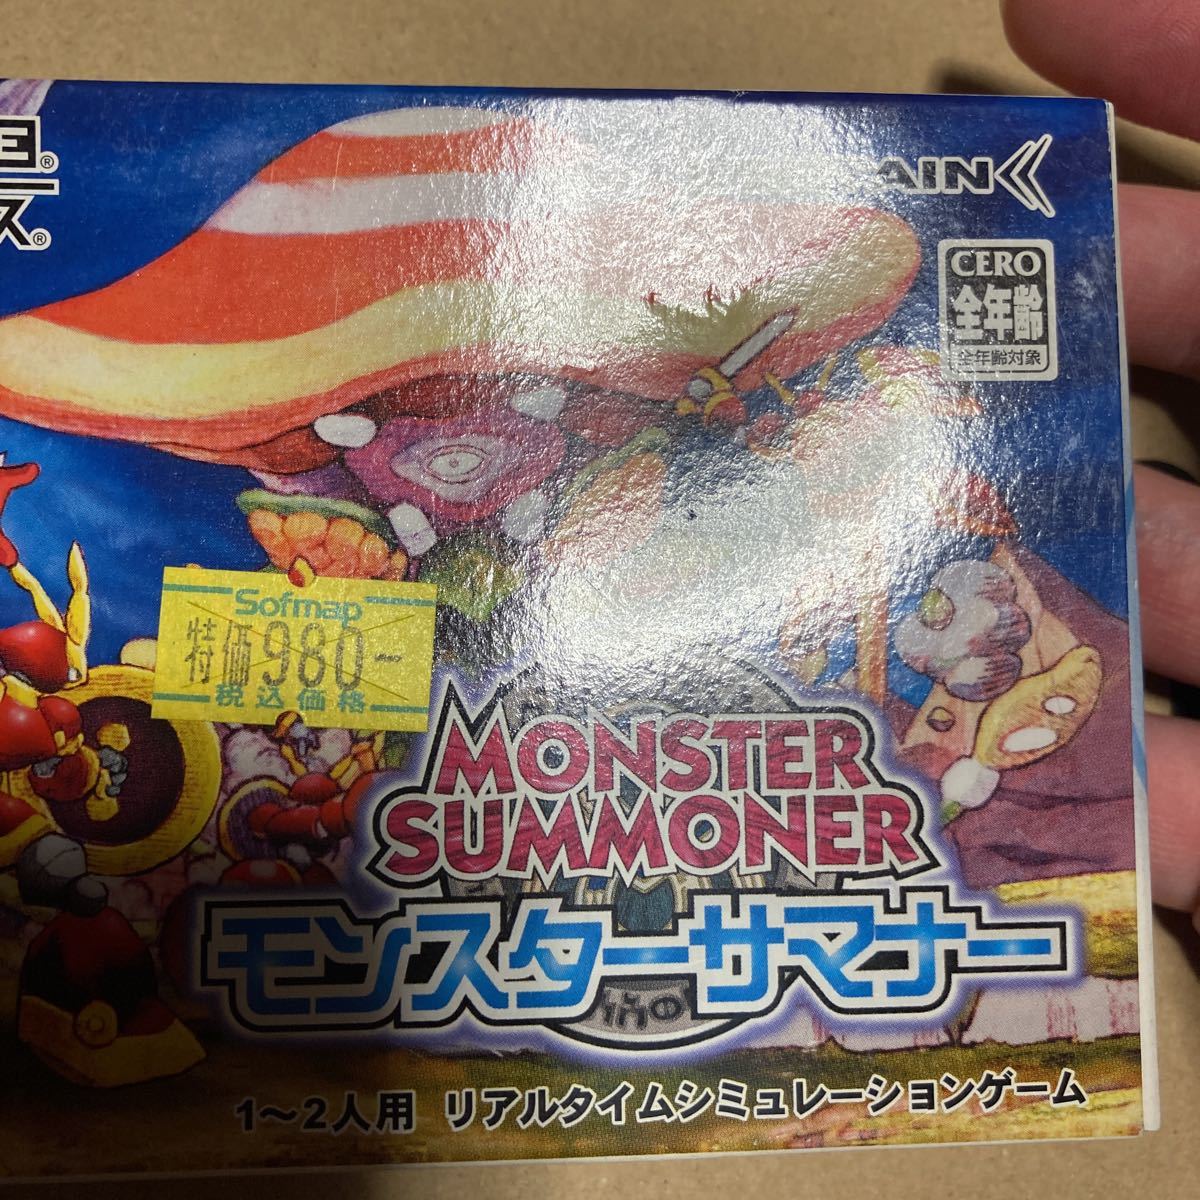 ス®
AIN
CERO
全年齢
全年齢対象
Sofmap
特価980-
税込価格
MONSTER
SUMMONER
モンスターサマナー
1〜2人用 リアルタイムシミュレーションゲーム